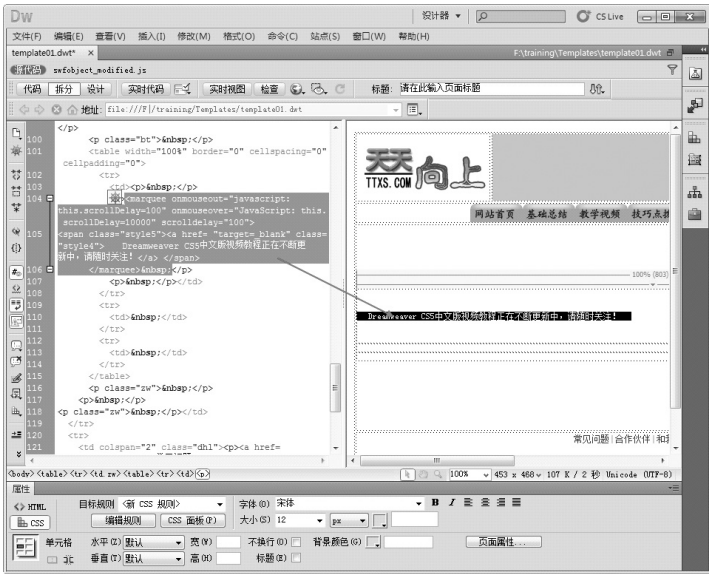 Dw 设计器 CS Live
文件(F) 编辑(E) 查看(V) 插入(I) 修改(M) 格式(O) 命令(C) 站点(S) 窗口(W) 帮助(H)
template01.dwt* × F:\training\Templates\template01.dwt
源代码 swfobject_modified.js
代码 拆分 设计 实时代码 实时视图 检查 标题: 请在此输入页面标题
地址: file:///F|/training/Templates/template01.dwt
</p>
100 <p class="bt">&nbsp;</p>
101 <table width="100%" border="0" cellspacing="0"
cellpadding="0">
102 <tr>
103 <td><p>&nbsp;</p>
104 <marquee onmouseout="javascript:
this.scrollDelay=100" onmouseover="JavaScript: this.
scrollDelay=10000" scrolldelay="100">
105 <span class="style5"><a href= "target=_blank" class=
"style4"> Dreamweaver CS5中文版视频教程正在不断更
新中，请随时关注！</a> </span>
106 </marquee>&nbsp;</p>
107 <p>&nbsp;</p></td>
108 </tr>
109 <tr>
110 <td>&nbsp;</td>
111 </tr>
112 <tr>
113 <td>&nbsp;</td>
114 </tr>
115 </table>
116 <p class="zw">&nbsp;</p>
117 <p>&nbsp;</p>
118 <p class="zw">&nbsp;</p></td>
119 </tr>
120 <tr>
121 <td colspan="2" class="dhl"><p><a href=
天天向上
TTXS.COM
网站首页 基础总结 教学视频 技巧点拨
100% (803)
Dreamweaver CS5中文版视频教程正在不断更新中，请随时关注！
常见问题|合作伙伴|和我
<body><table><tr><td.zw><table><tr><td><p> 100% 453 x 468 107 K / 2 秒 Unicode (UTF-8)
属性
<> HTML 目标规则 <新 CSS 规则> 字体(O) 宋体 B I
CSS 编辑规则 CSS 面板(P) 大小(S) 12 px
单元格 水平(Z) 默认 宽(W) 不换行(O) 背景颜色(G) 页面属性...
垂直(T) 默认 高(H) 标题(E)